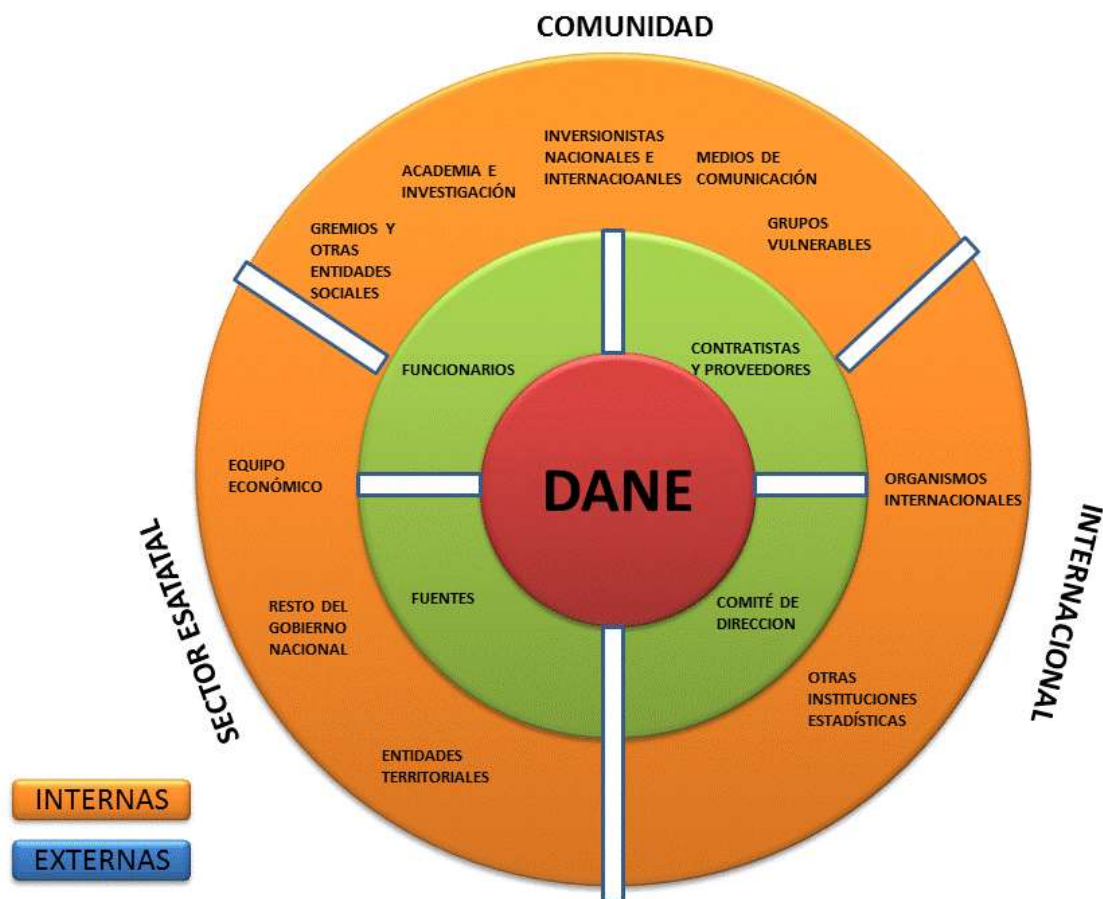 COMUNIDAD
INVERSIONISTAS
NACIONALES E
INTERNACIOANLES
MEDIOS DE
COMUNICACIÓN
ACADEMIA E
INVESTIGACIÓN
GRUPOS
VULNERABLES
GREMIOS Y
OTRAS
ENTIDADES
SOCIALES
FUNCIONARIOS
CONTRATISTAS
Y PROVEEDORES
EQUIPO
ECONÓMICO
DANE
ORGANISMOS
INTERNACIONALES
SECTOR ESATATAL
INTERNACIONAL
FUENTES
COMITÉ DE
DIRECCION
RESTO DEL
GOBIERNO
NACIONAL
OTRAS
INSTITUCIONES
ESTADÍSTICAS
ENTIDADES
TERRITORIALES
INTERNAS
EXTERNAS